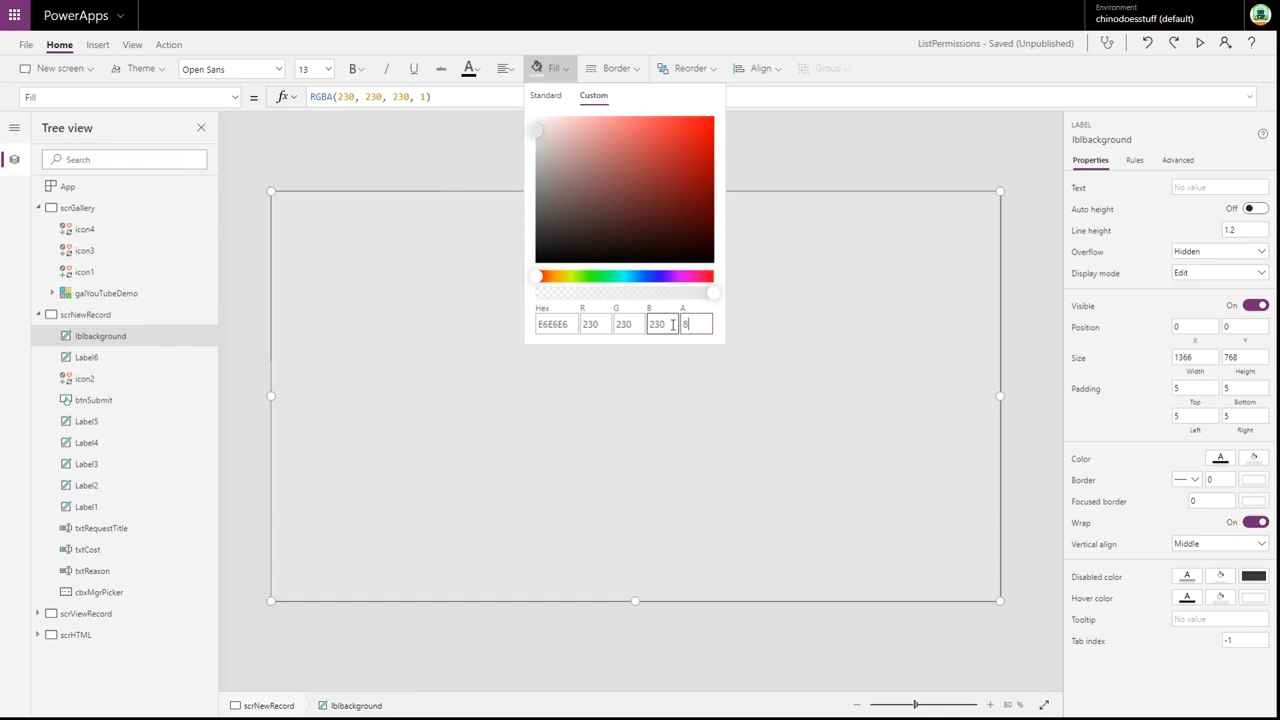 PowerApps
Environment
chinodoesstuff (default)
File Home Insert View Action
ListPermissions - Saved (Unpublished)
New screen Theme Open Sans 13 B / U abc A Fill Border Reorder Align Group
Fill = fx RGBA(230, 230, 230, 1)
Tree view
Search
App
scrGallery
icon4
icon3
icon1
galYouTubeDemo
scrNewRecord
lblbackground
Label6
icon2
btnSubmit
Label5
Label4
Label3
Label2
Label1
txtRequestTitle
txtCost
txtReason
cbxMgrPicker
scrViewRecord
scrHTML
Standard Custom
Hex R G B A
E6E6E6 230 230 230 8
LABEL
lblbackground
Properties Rules Advanced
Text No value
Auto height Off
Line height 1.2
Overflow Hidden
Display mode Edit
Visible On
Position 0 0
X Y
Size 1366 768
Width Height
Padding 5 5
Top Bottom
5 5
Left Right
Color A
Border 0
Focused border 0
Wrap On
Vertical align Middle
Disabled color A
Hover color A
Tooltip No value
Tab index -1
scrNewRecord lblbackground
80 %